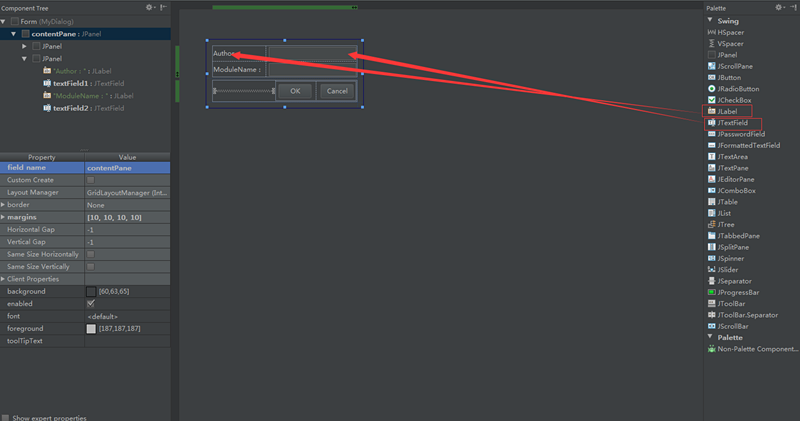 Component Tree
Form (MyDialog)
contentPane : JPanel
JPanel
JPanel
"Author : " : JLabel
textField1 : JTextField
"ModuleName : " : JLabel
textField2 : JTextField
Property Value
field name contentPane
Custom Create
Layout Manager GridLayoutManager (Int...
border None
margins [10, 10, 10, 10]
Horizontal Gap -1
Vertical Gap -1
Same Size Horizontally
Same Size Vertically
Client Properties
background [60,63,65]
enabled
font <default>
foreground [187,187,187]
toolTipText
Show expert properties
Author
ModuleName :
OK Cancel
Palette
Swing
HSpacer
VSpacer
JPanel
JScrollPane
JButton
JRadioButton
JCheckBox
JLabel
JTextField
JPasswordField
JFormattedTextField
JTextArea
JTextPane
JEditorPane
JComboBox
JTable
JList
JTree
JTabbedPane
JSplitPane
JSpinner
JSlider
JSeparator
JProgressBar
JToolBar
JToolBar.Separator
JScrollBar
Palette
Non-Palette Component...